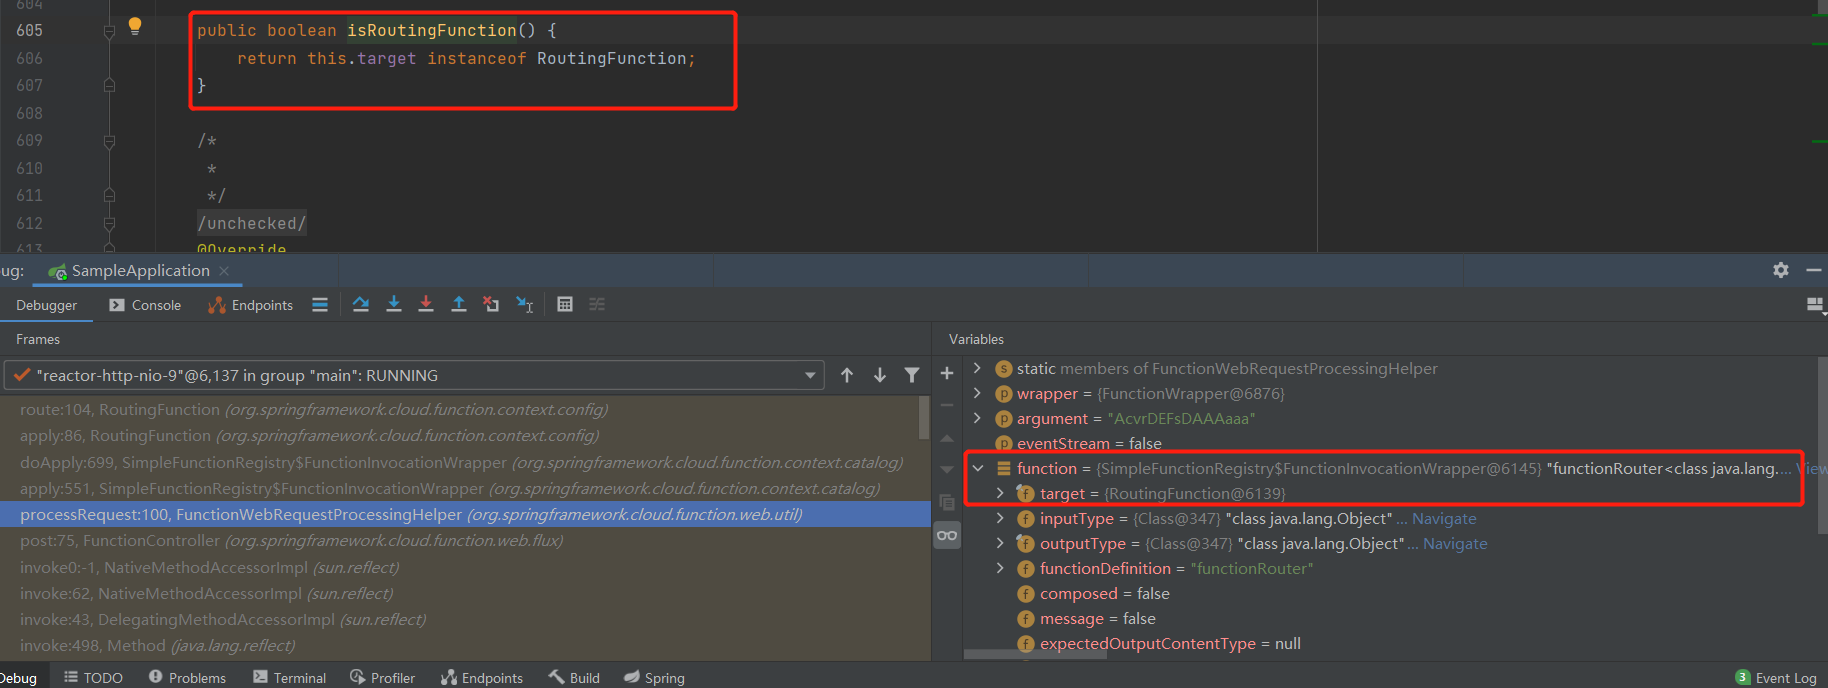 604
605 public boolean isRoutingFunction() {
606 return this.target instanceof RoutingFunction;
607 }
608
609 /*
610 *
611 */
612 /unchecked/
613 @Override
ug: SampleApplication
Debugger Console Endpoints
Frames
"reactor-http-nio-9"@6,137 in group "main": RUNNING
route:104, RoutingFunction (org.springframework.cloud.function.context.config)
apply:86, RoutingFunction (org.springframework.cloud.function.context.config)
doApply:699, SimpleFunctionRegistry$FunctionInvocationWrapper (org.springframework.cloud.function.context.catalog)
apply:551, SimpleFunctionRegistry$FunctionInvocationWrapper (org.springframework.cloud.function.context.catalog)
processRequest:100, FunctionWebRequestProcessingHelper (org.springframework.cloud.function.web.util)
post:75, FunctionController (org.springframework.cloud.function.web.flux)
invoke0:-1, NativeMethodAccessorImpl (sun.reflect)
invoke:62, NativeMethodAccessorImpl (sun.reflect)
invoke:43, DelegatingMethodAccessorImpl (sun.reflect)
invoke:498, Method (java.lang.reflect)
Variables
s static members of FunctionWebRequestProcessingHelper
p wrapper = {FunctionWrapper@6876}
p argument = "AcvrDEFsDAAAaaa"
p eventStream = false
function = {SimpleFunctionRegistry$FunctionInvocationWrapper@6145} "functionRouter<class java.lang.... View
f target = {RoutingFunction@6139}
f inputType = {Class@347} "class java.lang.Object"... Navigate
f outputType = {Class@347} "class java.lang.Object"... Navigate
f functionDefinition = "functionRouter"
f composed = false
f message = false
f expectedOutputContentType = null
Debug TODO Problems Terminal Profiler Endpoints Build Spring 3 Event Log